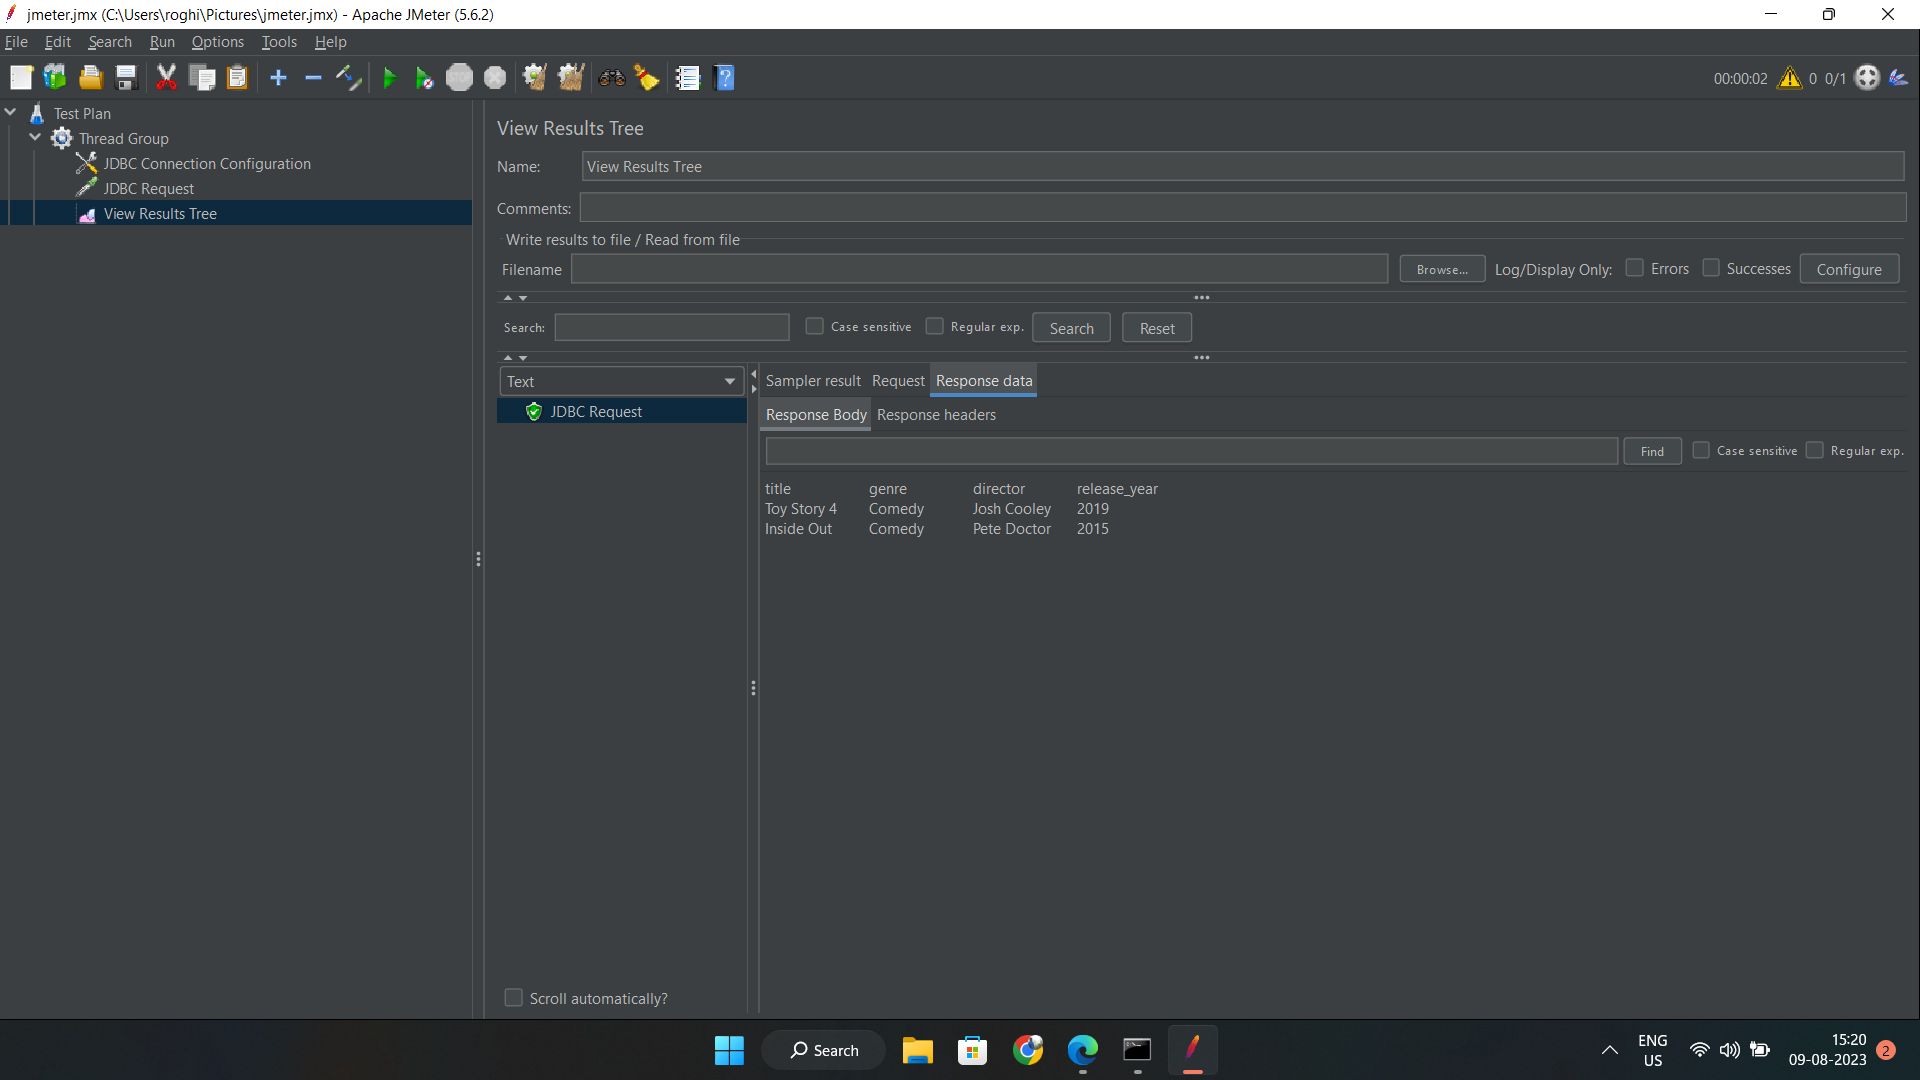 jmeter.jmx (C:\Users\roghi\Pictures\jmeter.jmx) - Apache JMeter (5.6.2)
File Edit Search Run Options Tools Help
STOP
00:00:02 0 0/1
Test Plan
Thread Group
JDBC Connection Configuration
JDBC Request
View Results Tree
View Results Tree
Name: View Results Tree
Comments:
Write results to file / Read from file
Filename Browse... Log/Display Only: Errors Successes Configure
Search: Case sensitive Regular exp. Search Reset
Text
JDBC Request
Scroll automatically?
Sampler result Request Response data
Response Body Response headers
Find Case sensitive Regular exp.
title genre director release_year
Toy Story 4 Comedy Josh Cooley 2019
Inside Out Comedy Pete Doctor 2015
Search
ENG
US
15:20
09-08-2023
2